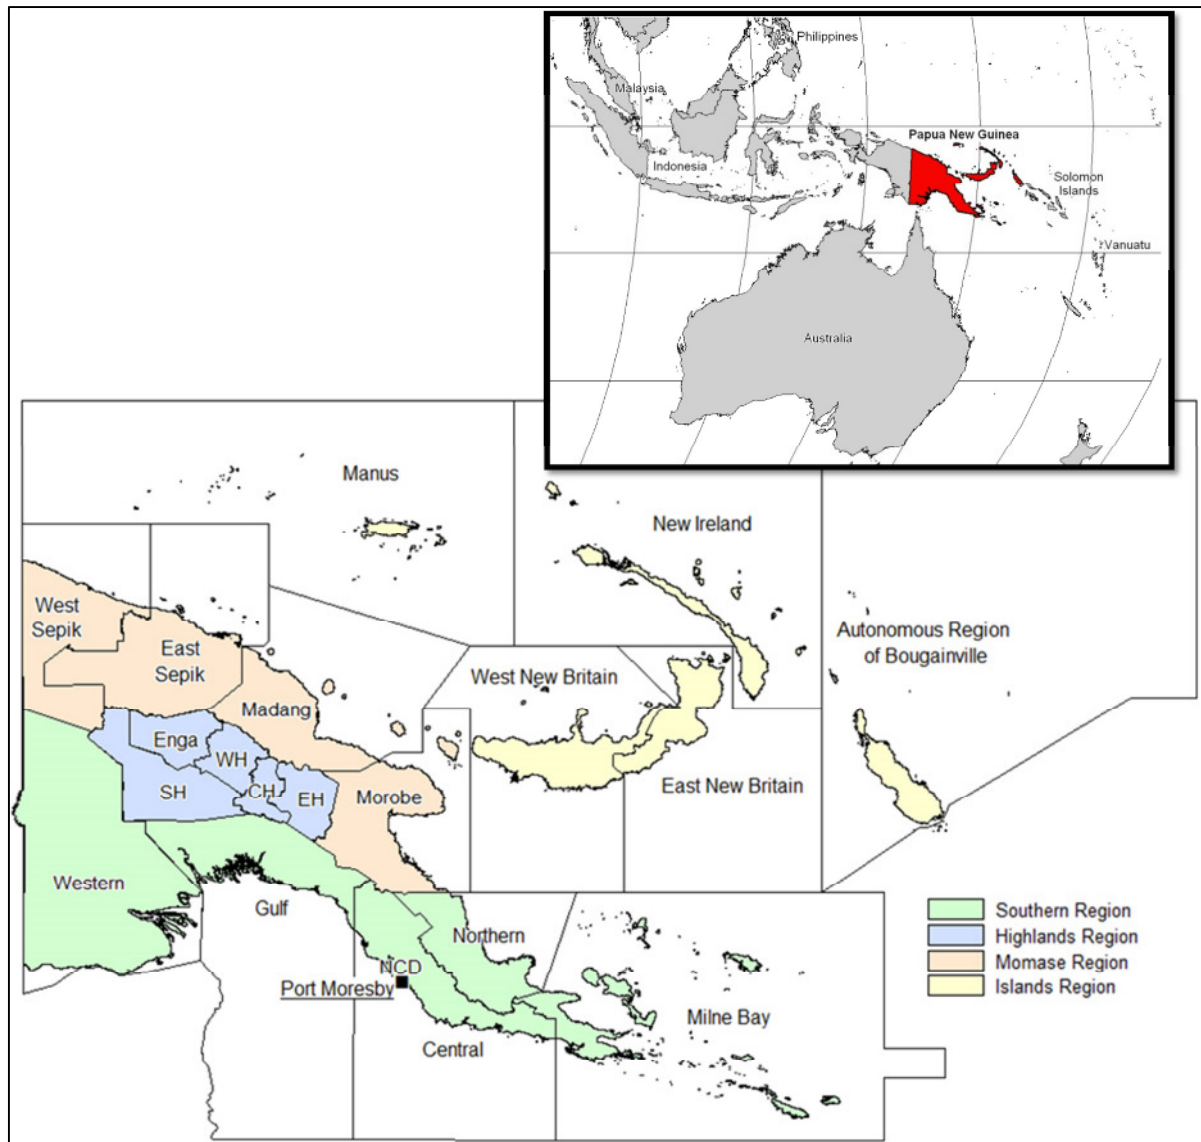 Philippines
Malaysia
Papua New Guinea
Indonesia
Solomon
Islands
Vanuatu
Australia
Manus
New Ireland
West
Sepik
East
Sepik
Autonomous Region
of Bougainville
West New Britain
Madang
Enga
WH
SH
CH
EH
Morobe
East New Britain
Western
Gulf
Northern
NCD
Port Moresby
Milne Bay
Central
Southern Region
Highlands Region
Momase Region
Islands Region